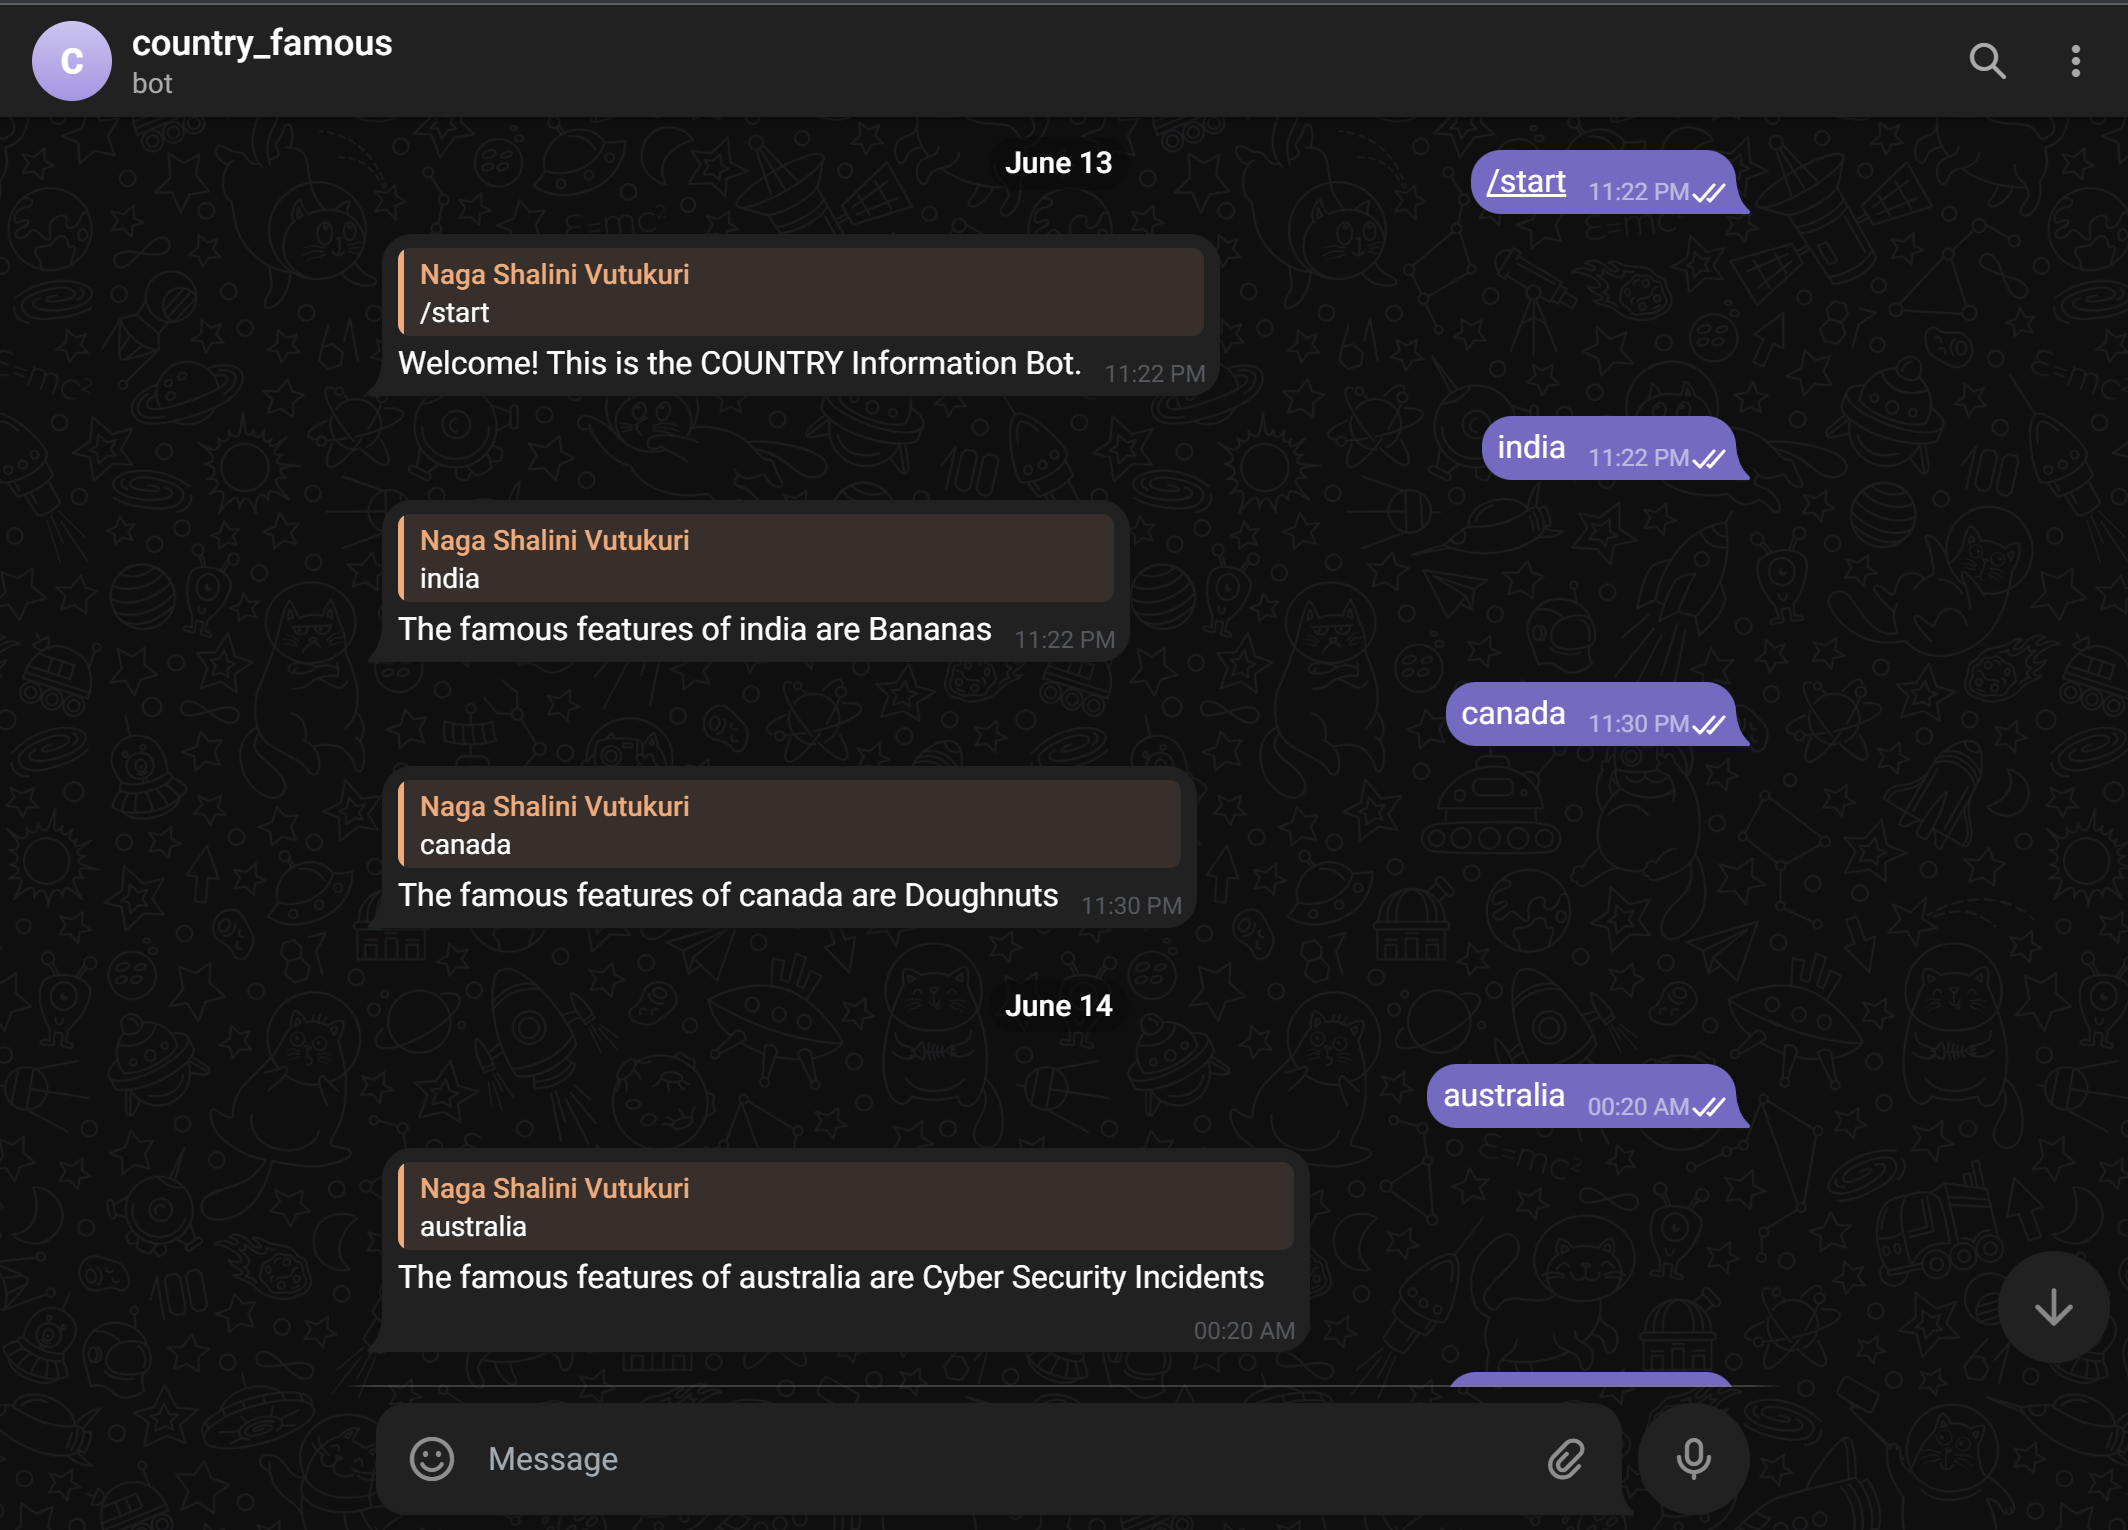 C
country_famous
bot
June 13
/start 11:22 PM
Naga Shalini Vutukuri
/start
Welcome! This is the COUNTRY Information Bot. 11:22 PM
india 11:22 PM
Naga Shalini Vutukuri
india
The famous features of india are Bananas 11:22 PM
canada 11:30 PM
Naga Shalini Vutukuri
canada
The famous features of canada are Doughnuts 11:30 PM
June 14
australia 00:20 AM
Naga Shalini Vutukuri
australia
The famous features of australia are Cyber Security Incidents
00:20 AM
Message